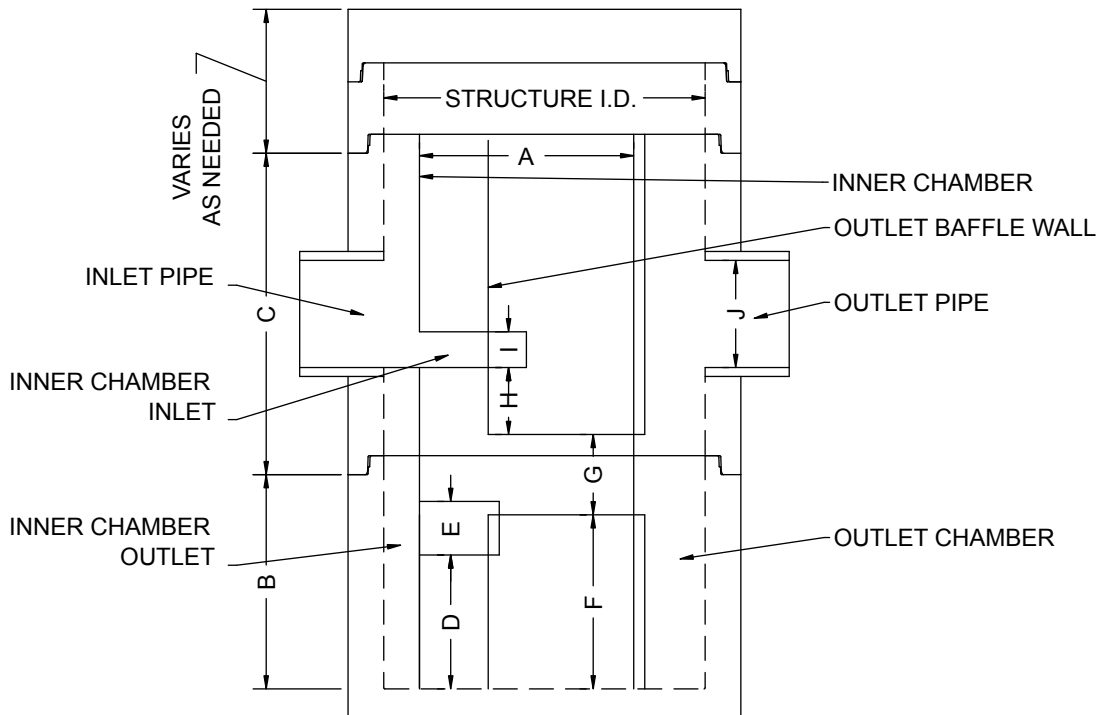 STRUCTURE I.D.
VARIES
AS NEEDED
A
INNER CHAMBER
OUTLET BAFFLE WALL
INLET PIPE
C
J
OUTLET PIPE
I
INNER CHAMBER
INLET
H
G
E
INNER CHAMBER
OUTLET
OUTLET CHAMBER
B
D
F